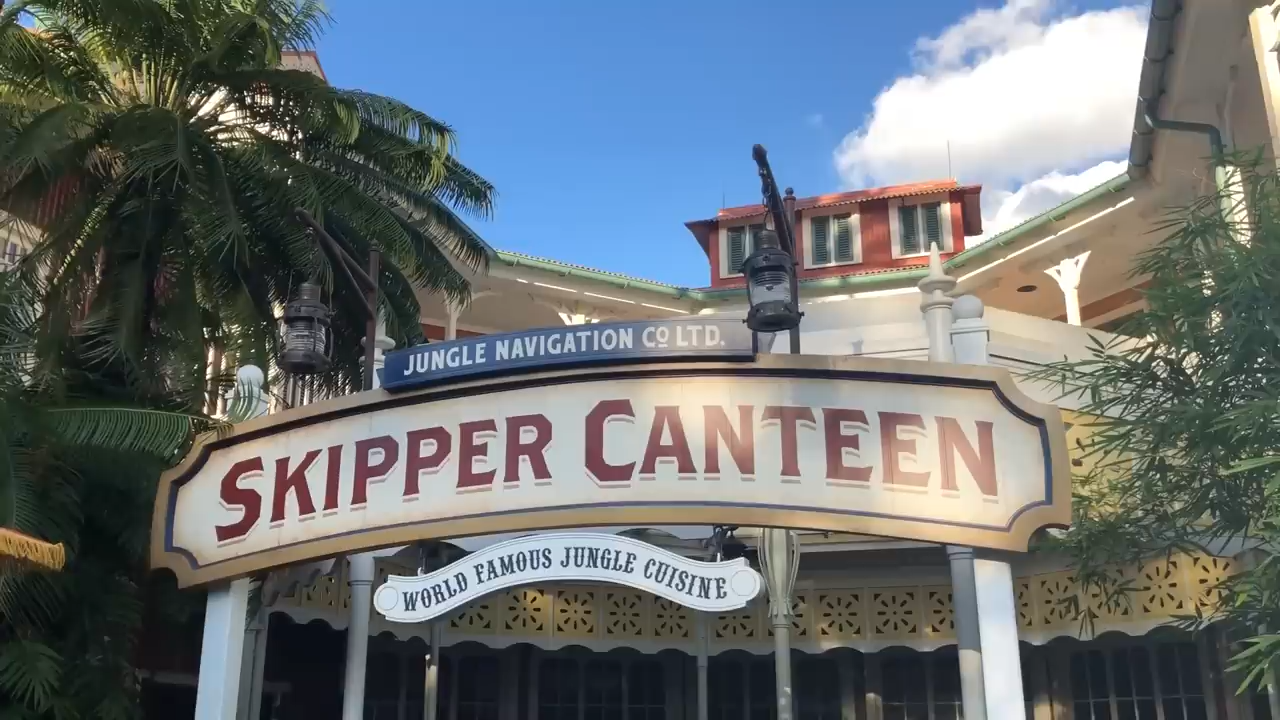 JUNGLE NAVIGATION CO LTD.
SKIPPER CANTEEN
WORLD FAMOUS JUNGLE CUISINE